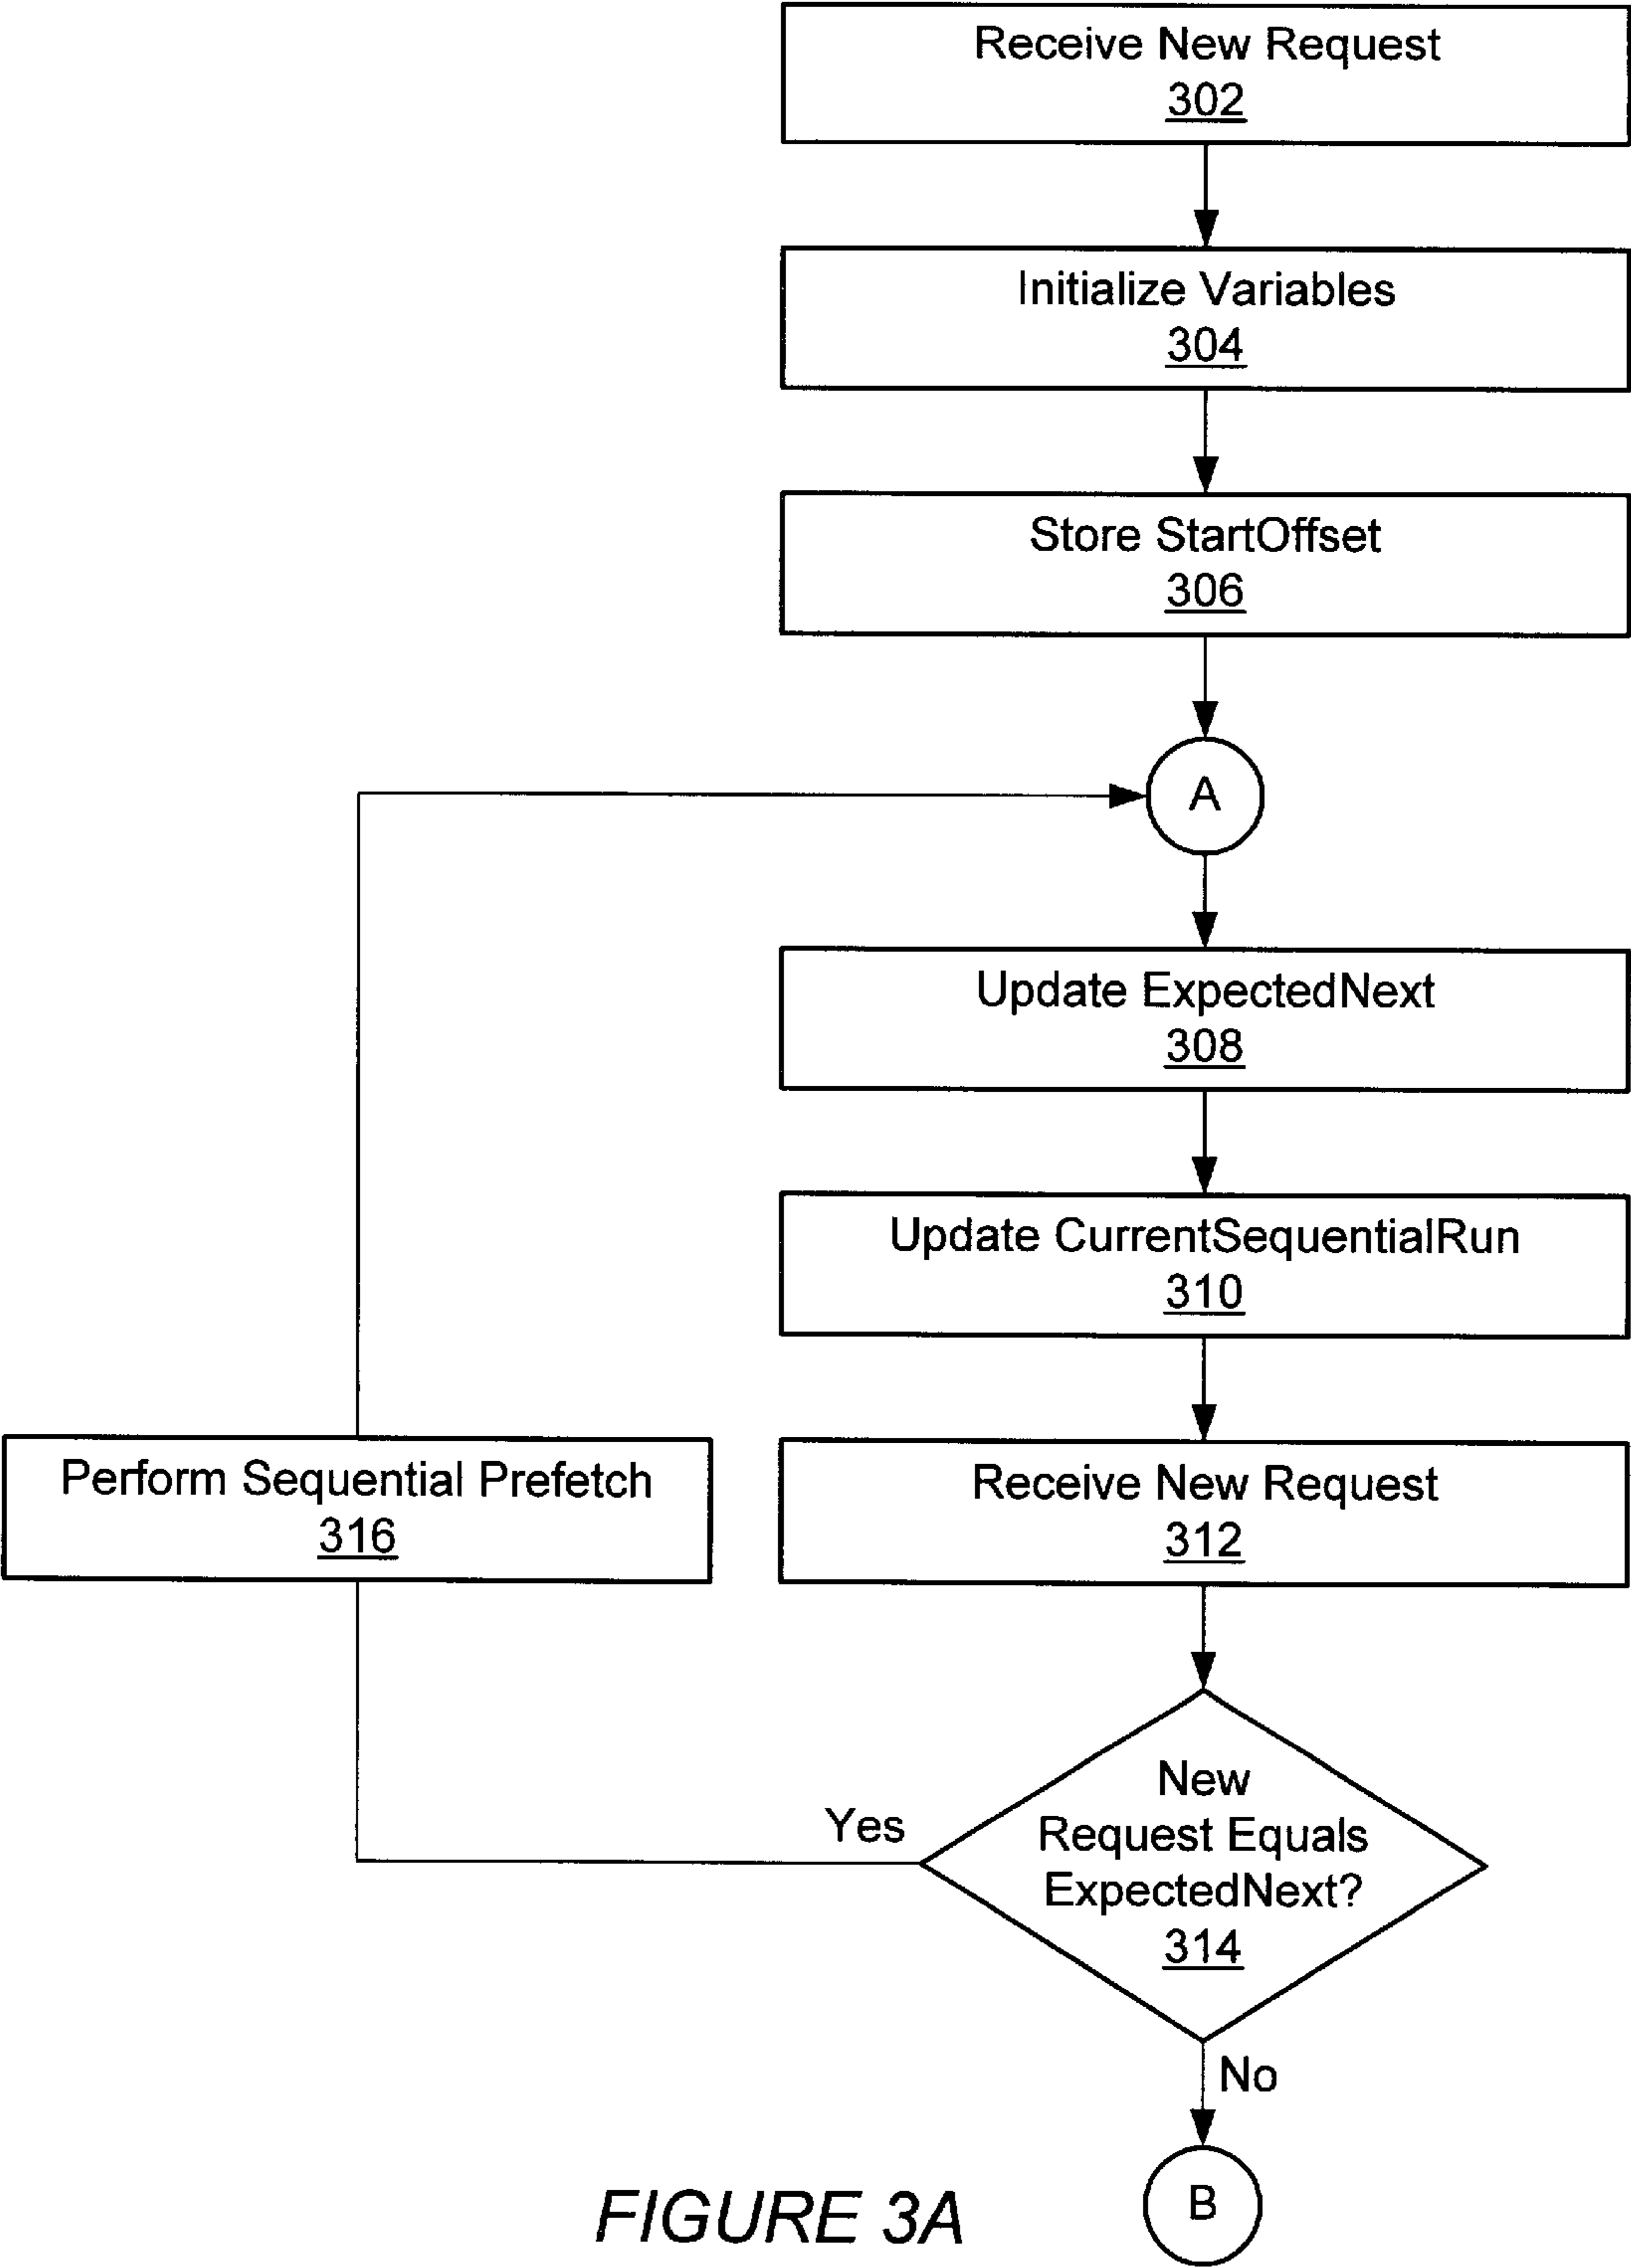 Receive New Request
302
Initialize Variables
304
Store StartOffset
306
A
Update ExpectedNext
308
Update CurrentSequentialRun
310
Perform Sequential Prefetch
316
Receive New Request
312
New
Request Equals
ExpectedNext?
314
Yes
No
B
FIGURE 3A